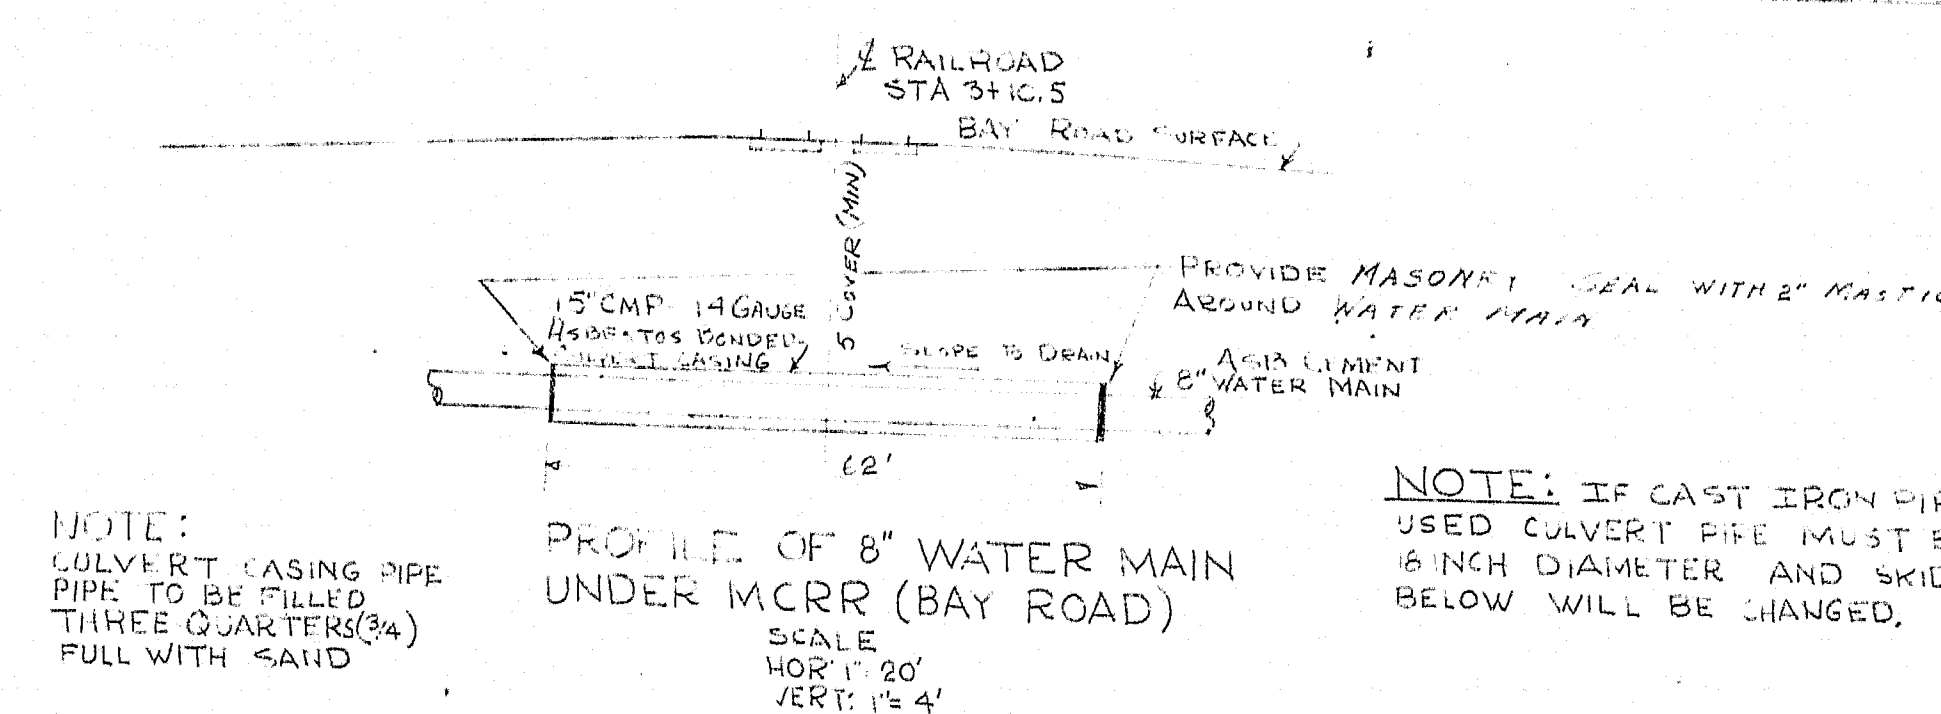 ℄ RAILROAD
STA 3+10.5
BAY ROAD SURFACE
5' COVER (MIN)
PROVIDE MASONRY SEAL WITH 2" MASTIC
AROUND WATER MAIN
15" CMP 14 GAUGE
ASBESTOS BONDED
CULVERT CASING
SLOPE TO DRAIN
ASB CEMENT
8" WATER MAIN
62'
NOTE:
CULVERT CASING PIPE
PIPE TO BE FILLED
THREE QUARTERS (3/4)
FULL WITH SAND
PROFILE OF 8" WATER MAIN
UNDER MCRR (BAY ROAD)
SCALE
HOR 1"= 20'
VERT: 1"= 4'
NOTE: IF CAST IRON
USED CULVERT PIPE MUST
18 INCH DIAMETER AND
BELOW WILL BE CHANGED.